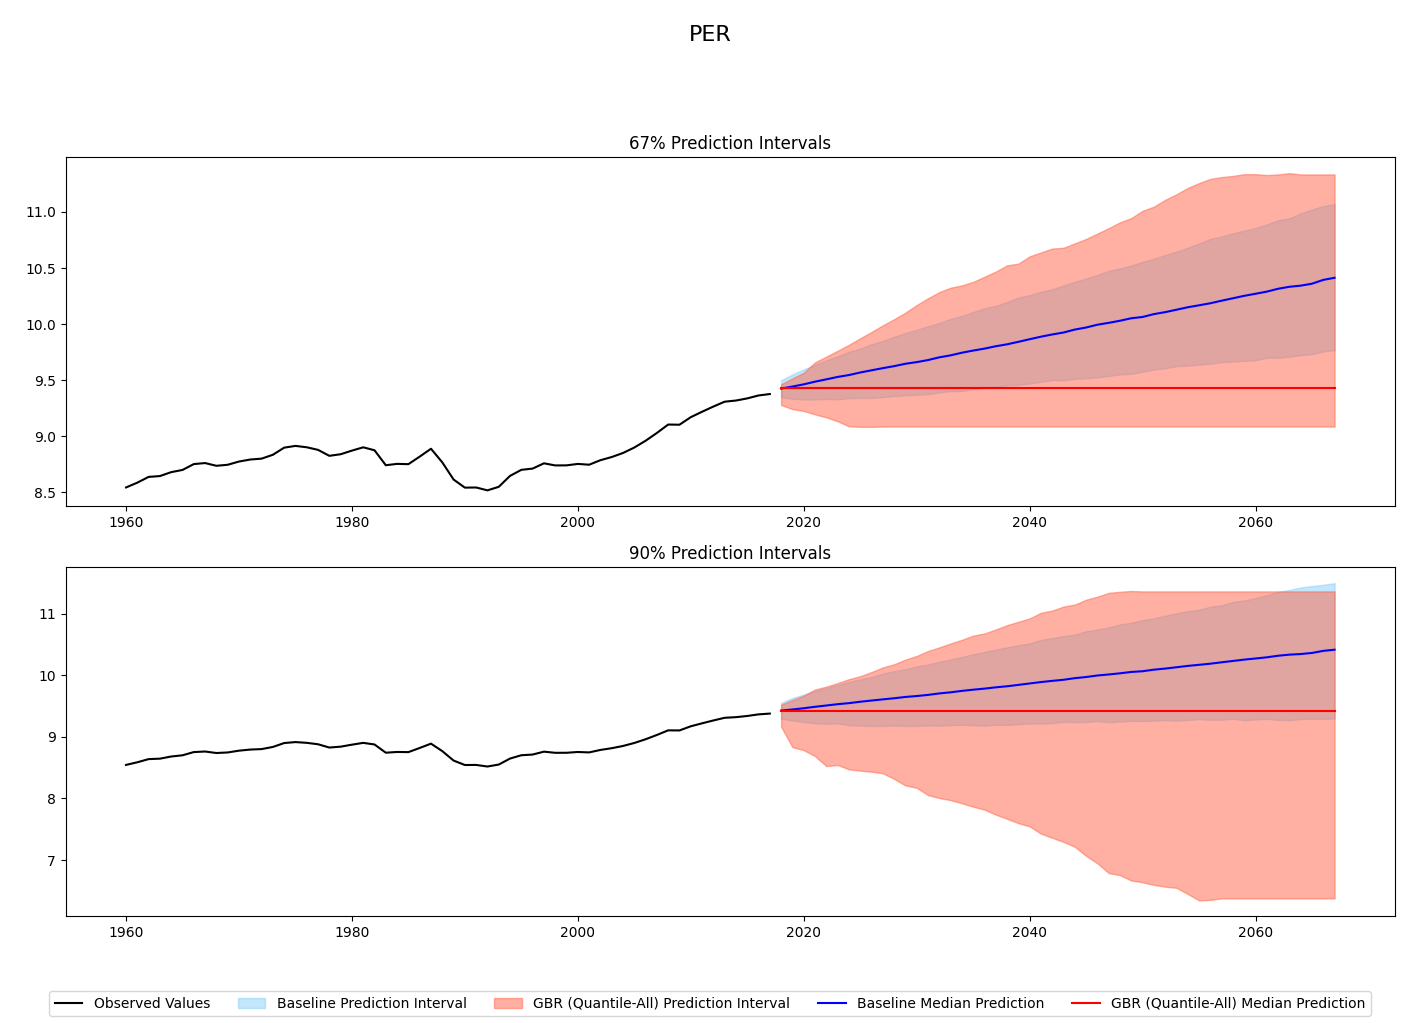 PER
67% Prediction Intervals
11.0
10.5
10.0
9.5
9.0
8.5
1960 1980 2000 2020 2040 2060
90% Prediction Intervals
11
10
9
8
7
1960 1980 2000 2020 2040 2060
Observed Values Baseline Prediction Interval GBR (Quantile-All) Prediction Interval Baseline Median Prediction GBR (Quantile-All) Median Prediction